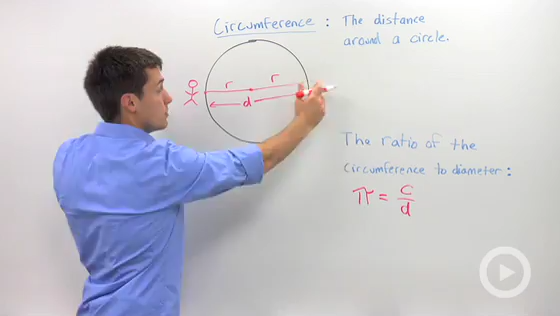 Circumference : The distance
around a circle.
r r
d
The ratio of the
circumference to diameter :
π = c/d